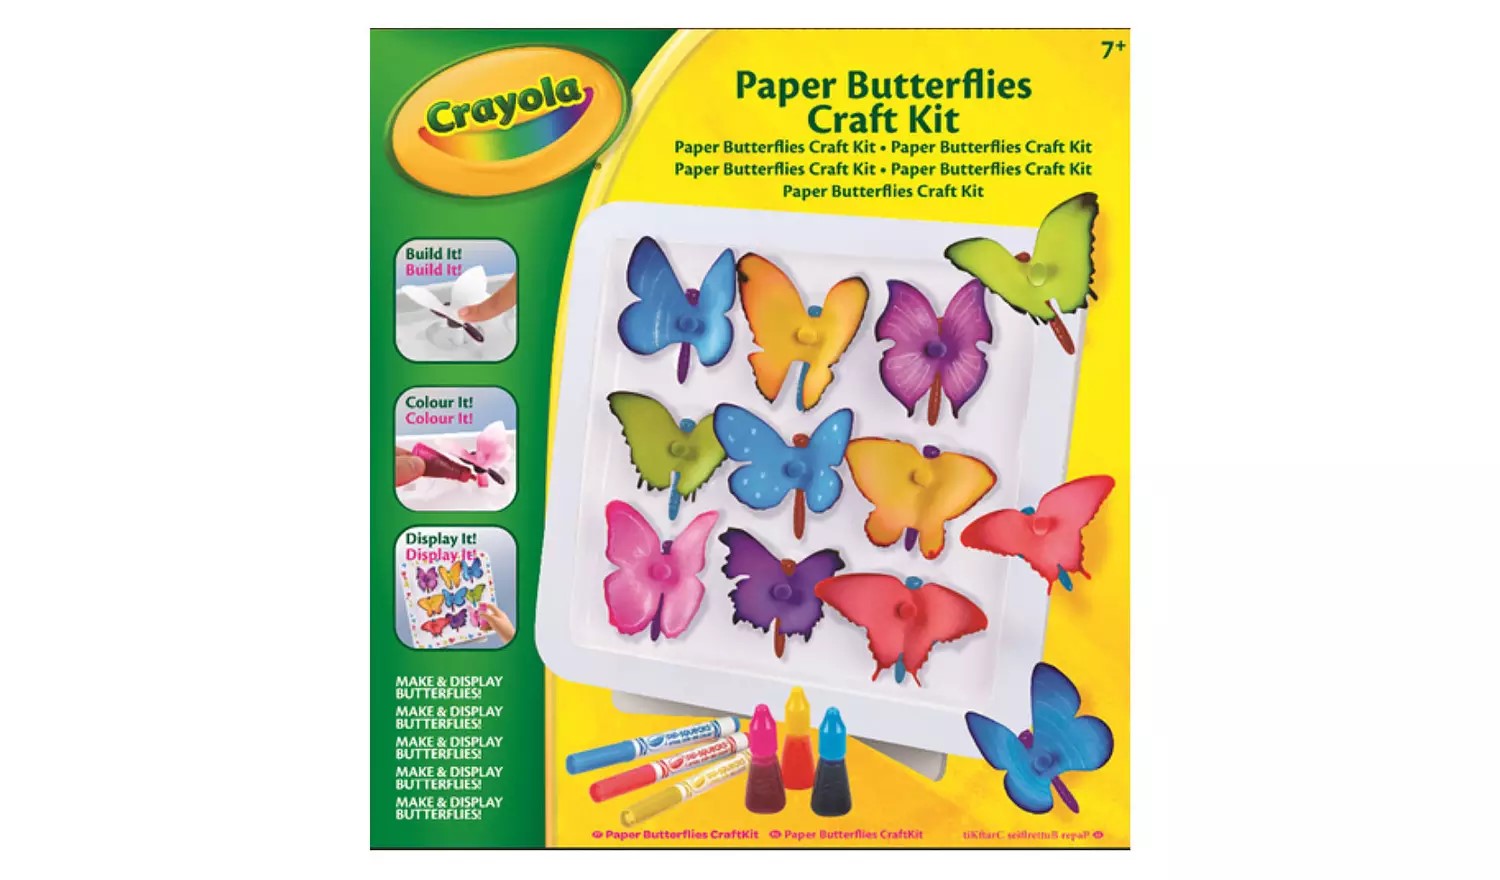 7+
Crayola
Paper Butterflies
Craft Kit
Paper Butterflies Craft Kit • Paper Butterflies Craft Kit
Paper Butterflies Craft Kit • Paper Butterflies Craft Kit
Paper Butterflies Craft Kit
Build It!
Build It!
Colour It!
Colour It!
Display It!
Display It!
MAKE & DISPLAY
BUTTERFLIES!
MAKE & DISPLAY
BUTTERFLIES!
MAKE & DISPLAY
BUTTERFLIES!
MAKE & DISPLAY
BUTTERFLIES!
MAKE & DISPLAY
BUTTERFLIES!
Paper Butterflies CraftKit
Paper Butterflies CraftKit